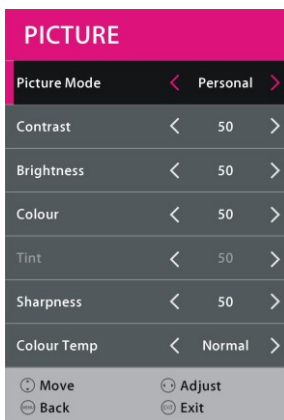 PICTURE
Picture Mode Personal
Contrast 50
Brightness 50
Colour 50
Tint 50
Sharpness 50
Colour Temp Normal
Move Adjust
Back Exit